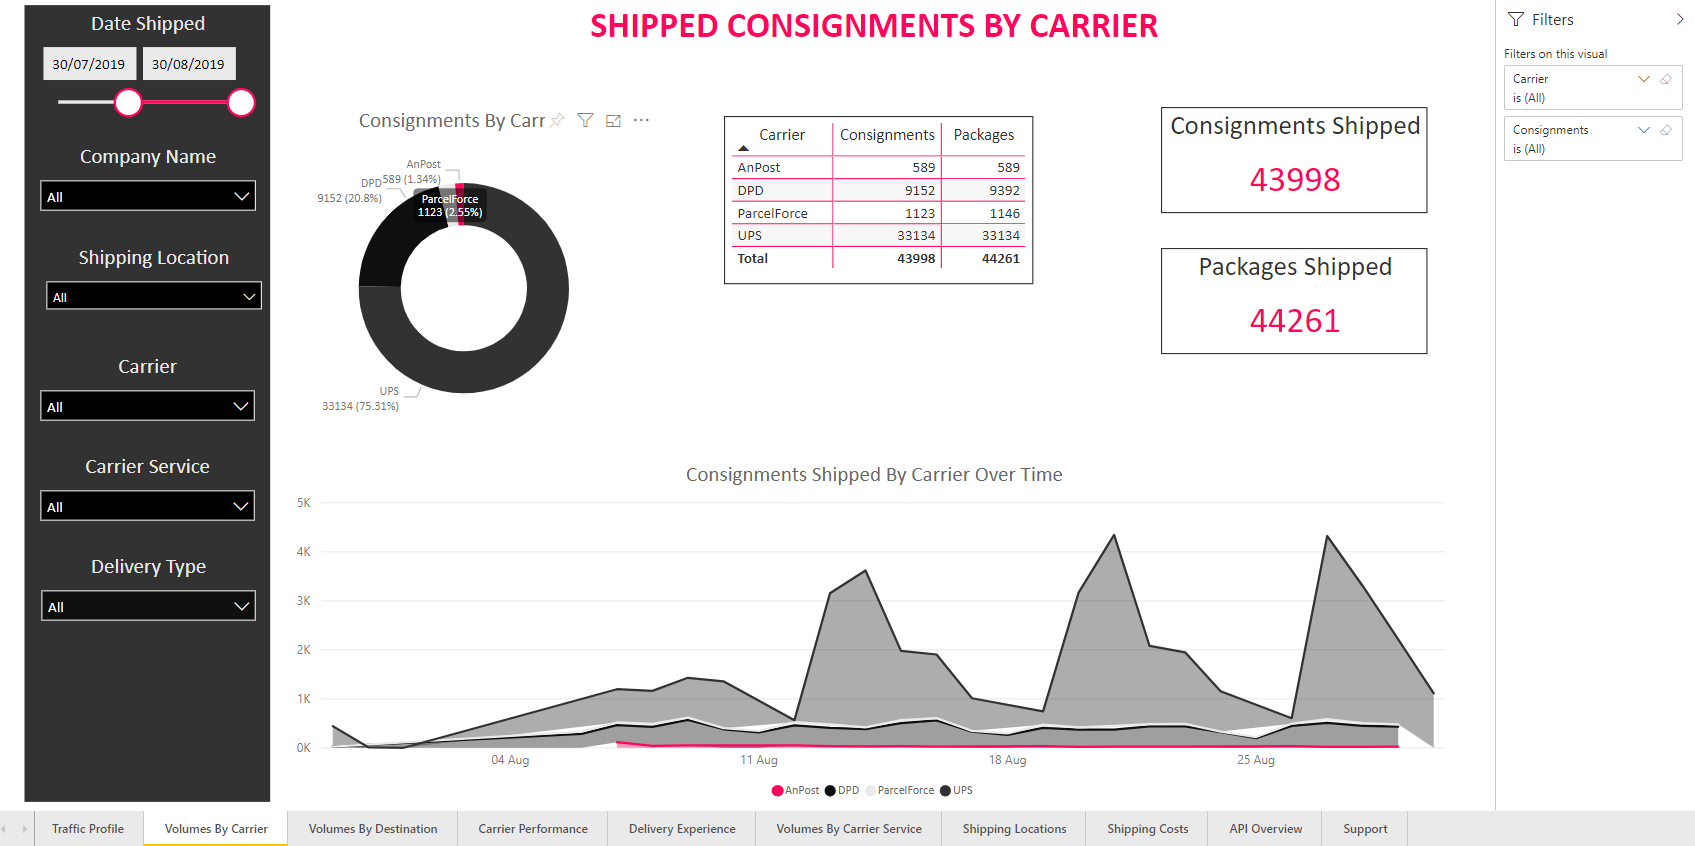 Date Shipped
30/07/2019 30/08/2019
Company Name
All
Shipping Location
All
Carrier
All
Carrier Service
All
Delivery Type
All
SHIPPED CONSIGNMENTS BY CARRIER
Consignments By Carr
AnPost
589 (1.34%)
DPD
9152 (20.8%)
ParcelForce
1123 (2.55%)
UPS
33134 (75.31%)
Carrier Consignments Packages
AnPost 589 589
DPD 9152 9392
ParcelForce 1123 1146
UPS 33134 33134
Total 43998 44261
Consignments Shipped
43998
Packages Shipped
44261
Consignments Shipped By Carrier Over Time
5K
4K
3K
2K
1K
0K
04 Aug 11 Aug 18 Aug 25 Aug
AnPost DPD ParcelForce UPS
Filters
Filters on this visual
Carrier
is (All)
Consignments
is (All)
Traffic Profile Volumes By Carrier Volumes By Destination Carrier Performance Delivery Experience Volumes By Carrier Service Shipping Locations Shipping Costs API Overview Support